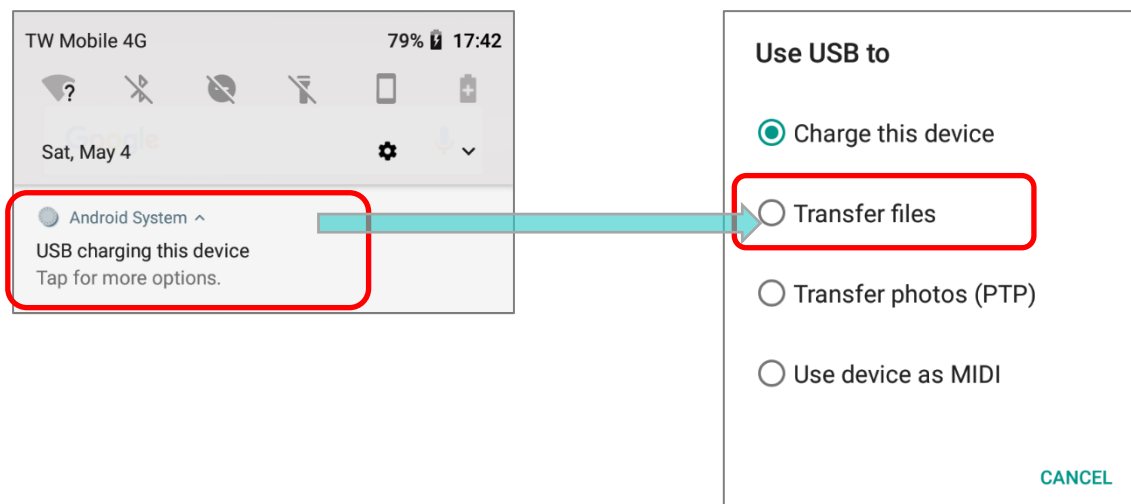 TW Mobile 4G 79% 17:42
?
Google
Sat, May 4
Android System
USB charging this device
Tap for more options.
Use USB to
Charge this device
Transfer files
Transfer photos (PTP)
Use device as MIDI
CANCEL